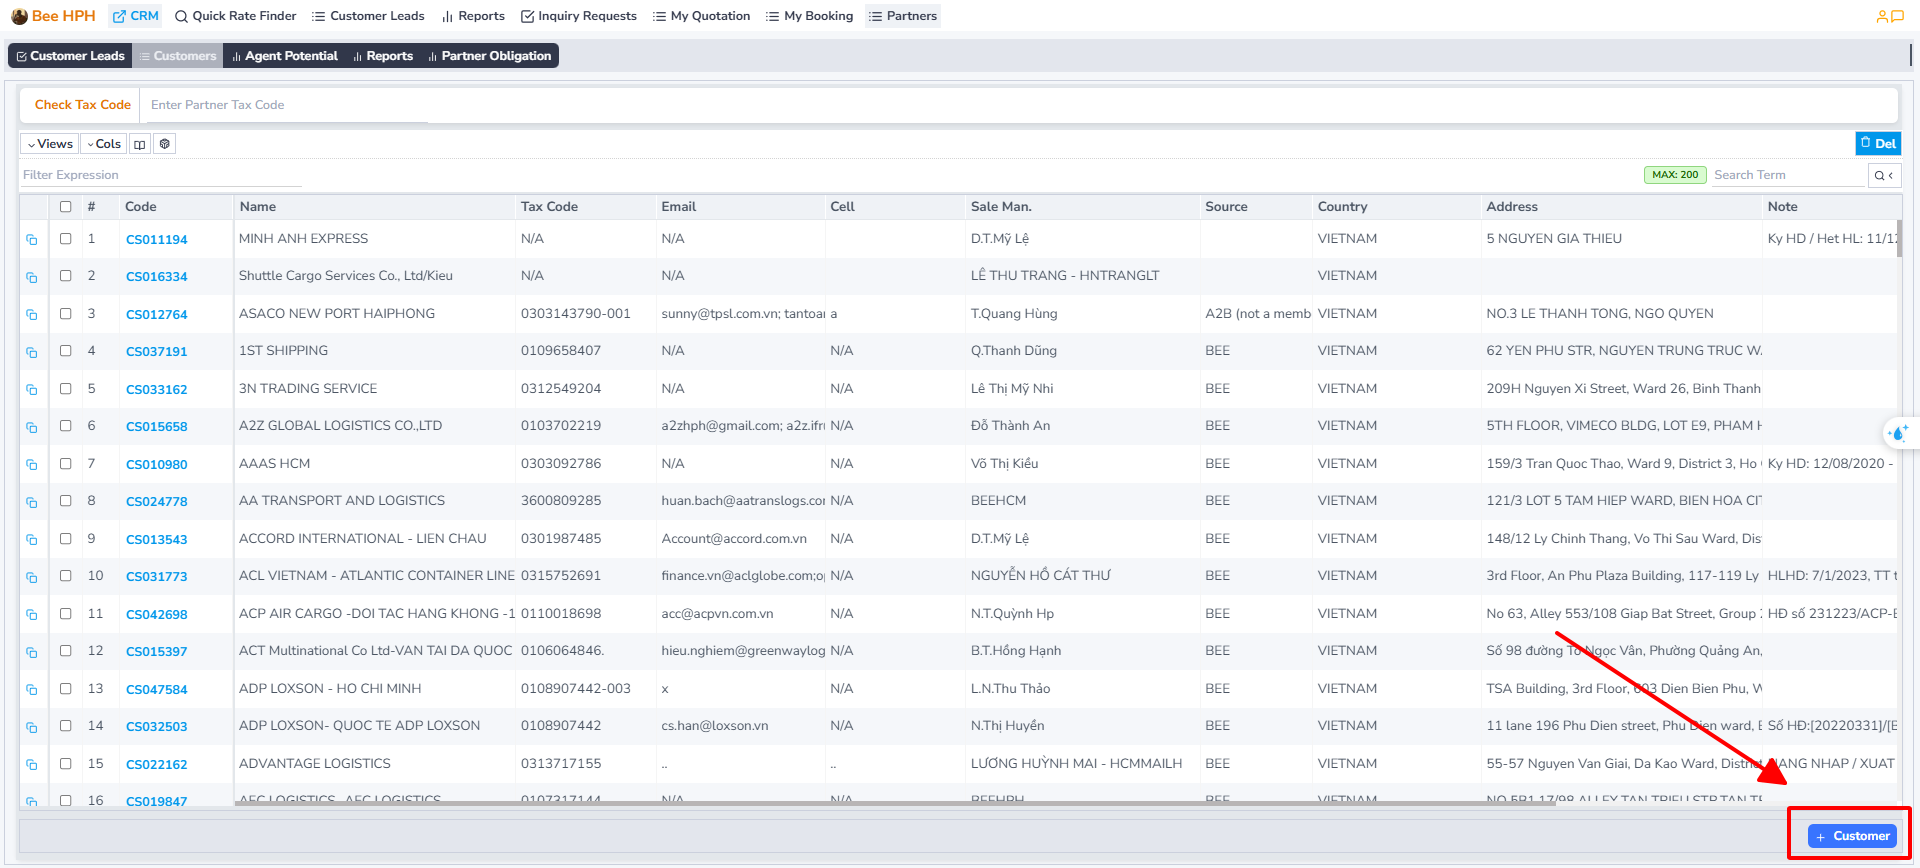 Bee HPH CRM Quick Rate Finder Customer Leads Reports Inquiry Requests My Quotation My Booking Partners
Customer Leads Customers Agent Potential Reports Partner Obligation
Check Tax Code Enter Partner Tax Code
Views Cols Del
Filter Expression MAX: 200 Search Term
# Code Name Tax Code Email Cell Sale Man. Source Country Address Note
1 CS011194 MINH ANH EXPRESS N/A N/A D.T.Mỹ Lệ VIETNAM 5 NGUYEN GIA THIEU Ky HD / Het HL: 11/1
2 CS016334 Shuttle Cargo Services Co., Ltd/Kieu N/A N/A LÊ THU TRANG - HNTRANGLT VIETNAM
3 CS012764 ASACO NEW PORT HAIPHONG 0303143790-001 sunny@tpsl.com.vn; tantoa a T.Quang Hùng A2B (not a memb VIETNAM NO.3 LE THANH TONG, NGO QUYEN
4 CS037191 1ST SHIPPING 0109658407 N/A N/A Q.Thanh Dũng BEE VIETNAM 62 YEN PHU STR, NGUYEN TRUNG TRUC W.
5 CS033162 3N TRADING SERVICE 0312549204 N/A N/A Lê Thị Mỹ Nhi BEE VIETNAM 209H Nguyen Xi Street, Ward 26, Binh Thanh
6 CS015658 A2Z GLOBAL LOGISTICS CO.,LTD 0103702219 a2zhph@gmail.com; a2z.ifr N/A Đỗ Thành An BEE VIETNAM 5TH FLOOR, VIMECO BLDG, LOT E9, PHAM H
7 CS010980 AAAS HCM 0303092786 N/A N/A Võ Thị Kiều BEE VIETNAM 159/3 Tran Quoc Thao, Ward 9, District 3, Ho Ky HD: 12/08/2020 -
8 CS024778 AA TRANSPORT AND LOGISTICS 3600809285 huan.bach@aatranslogs.co N/A BEEHCM BEE VIETNAM 121/3 LOT 5 TAM HIEP WARD, BIEN HOA CIT
9 CS013543 ACCORD INTERNATIONAL - LIEN CHAU 0301987485 Account@accord.com.vn N/A D.T.Mỹ Lệ BEE VIETNAM 148/12 Ly Chinh Thang, Vo Thi Sau Ward, Dis
10 CS031773 ACL VIETNAM - ATLANTIC CONTAINER LINE 0315752691 finance.vn@aclglobe.com;o N/A NGUYỄN HỒ CÁT THƯ BEE VIETNAM 3rd Floor, An Phu Plaza Building, 117-119 Ly HLHD: 7/1/2023, TT t
11 CS042698 ACP AIR CARGO -DOI TAC HANG KHONG -1 0110018698 acc@acpvn.com.vn N/A N.T.Quỳnh Hp BEE VIETNAM No 63, Alley 553/108 Giap Bat Street, Group HĐ số 231223/ACP-E
12 CS015397 ACT Multinational Co Ltd-VAN TAI DA QUOC 0106064846. hieu.nghiem@greenwaylog N/A B.T.Hồng Hạnh BEE VIETNAM Số 98 đường Tô Ngọc Vân, Phường Quảng An,
13 CS047584 ADP LOXSON - HO CHI MINH 0108907442-003 x N/A L.N.Thu Thảo BEE VIETNAM TSA Building, 3rd Floor, 603 Dien Bien Phu, W
14 CS032503 ADP LOXSON- QUOC TE ADP LOXSON 0108907442 cs.han@loxson.vn N/A N.Thị Huyền BEE VIETNAM 11 lane 196 Phu Dien street, Phu Dien ward, Số HĐ:[20220331]/[E
15 CS022162 ADVANTAGE LOGISTICS 0313717155 .. .. LƯƠNG HUỲNH MAI - HCMMAILH BEE VIETNAM 55-57 Nguyen Van Giai, Da Kao Ward, District HANG NHAP / XUAT
16 CS019847 AEC LOGISTICS- AEC LOGISTICS 0107317144 N/A N/A BEEHPH BEE VIETNAM NO 5B1 17/98 ALLEY TAN TRIEU STR
+ Customer